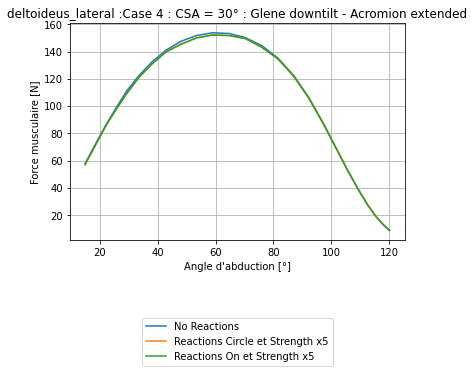 deltoideus_lateral :Case 4 : CSA = 30° : Glene downtilt - Acromion extended
160
140
120
100
80
60
40
20
Force musculaire [N]
20 40 60 80 100 120
Angle d'abduction [°]
No Reactions
Reactions Circle et Strength x5
Reactions On et Strength x5